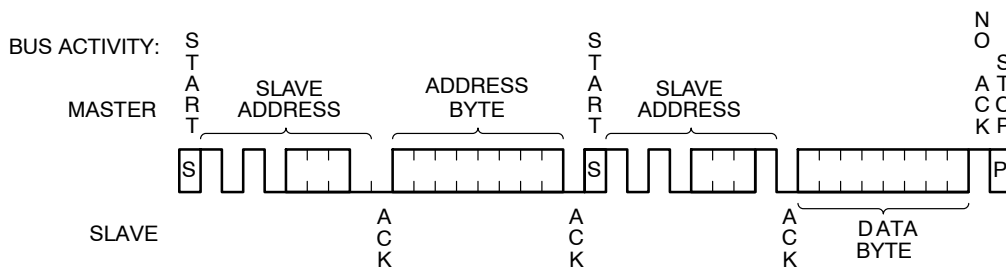 BUS ACTIVITY:
MASTER
START
SLAVE
ADDRESS
ADDRESS
BYTE
START
SLAVE
ADDRESS
NO ACK
STOP
S
S
P
SLAVE
ACK
ACK
ACK
DATA
BYTE